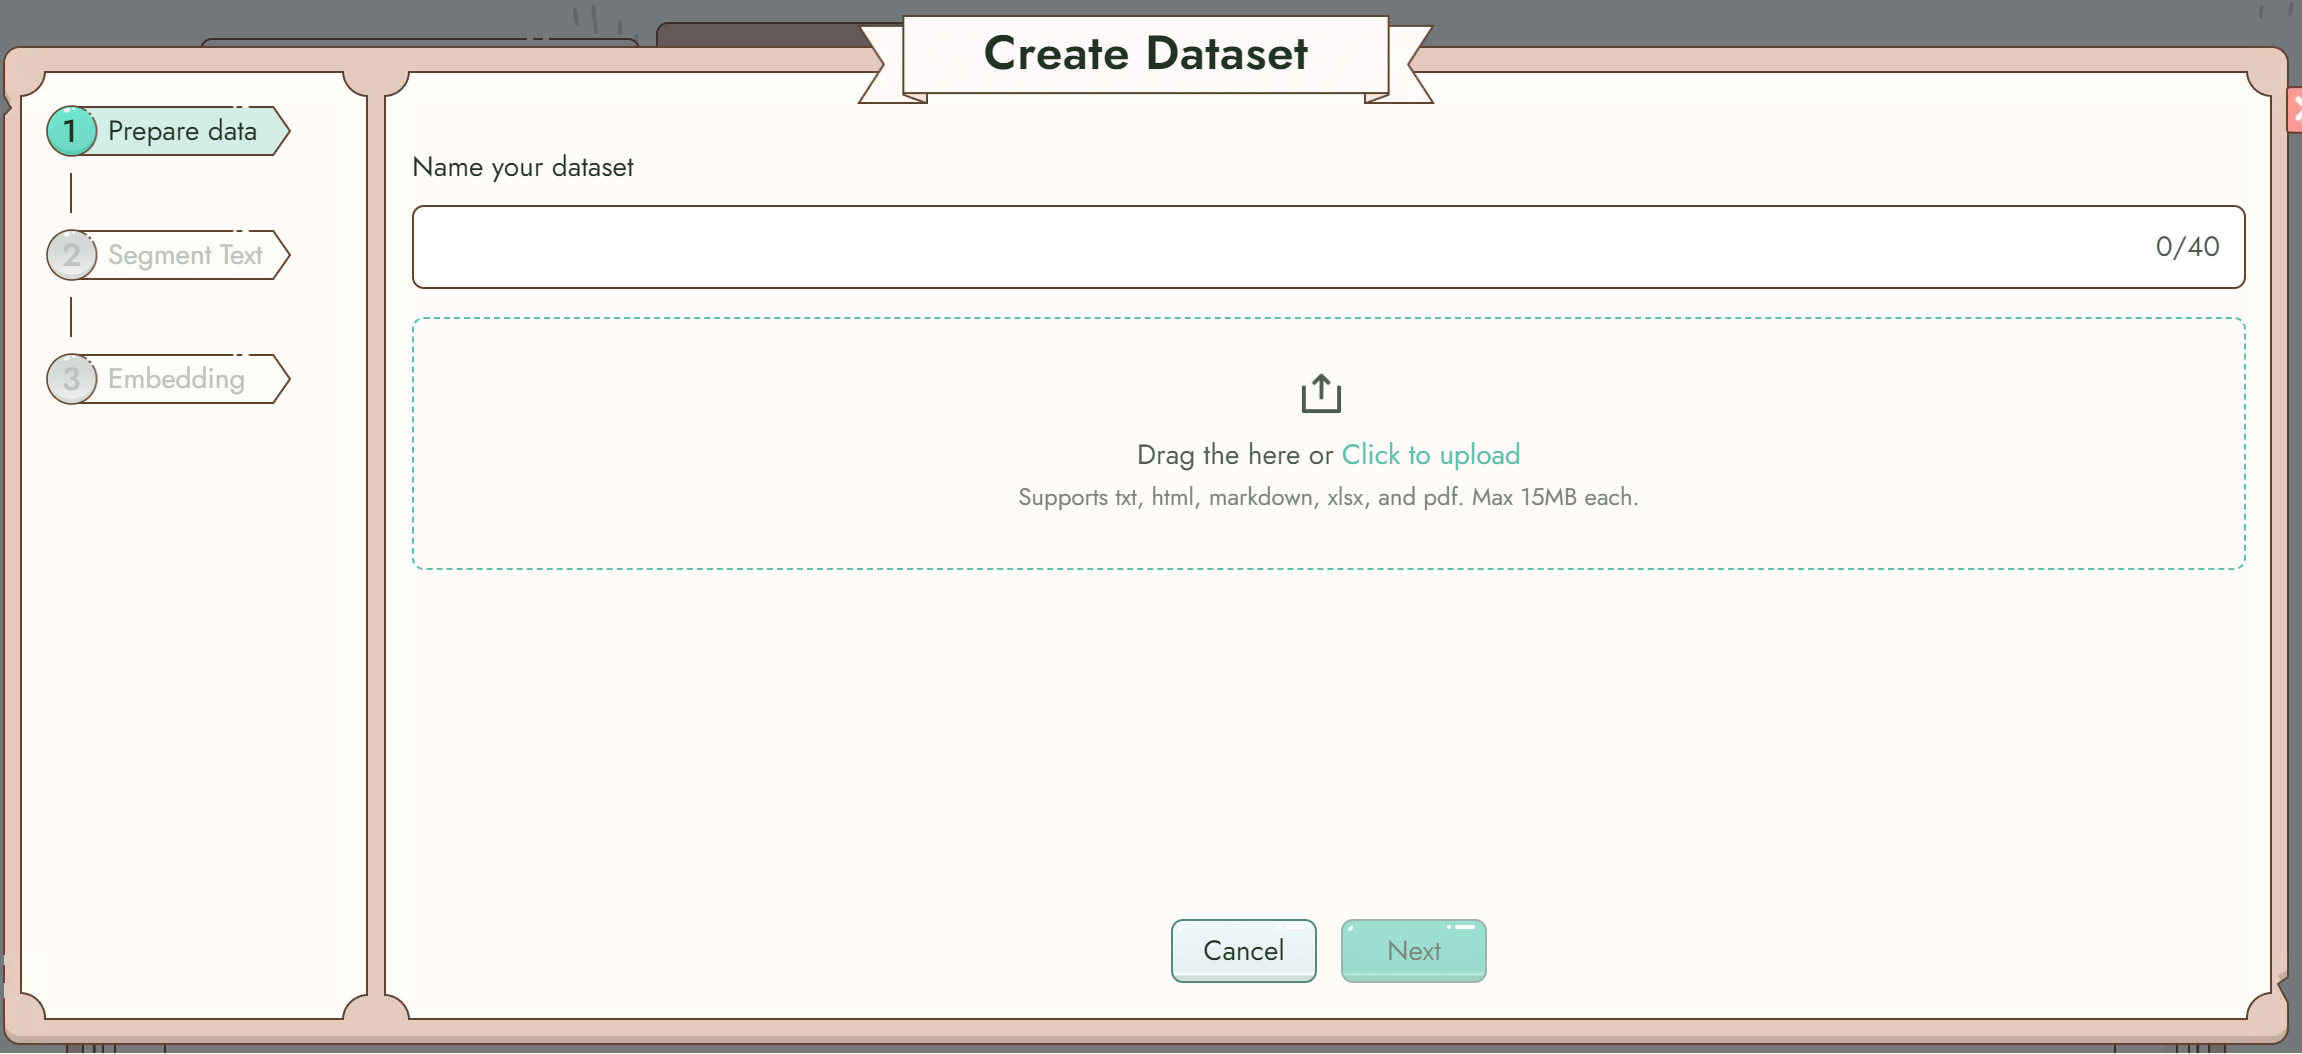 Create Dataset
1 Prepare data
2 Segment Text
3 Embedding
Name your dataset
0/40
Drag the here or Click to upload
Supports txt, html, markdown, xlsx, and pdf. Max 15MB each.
Cancel
Next